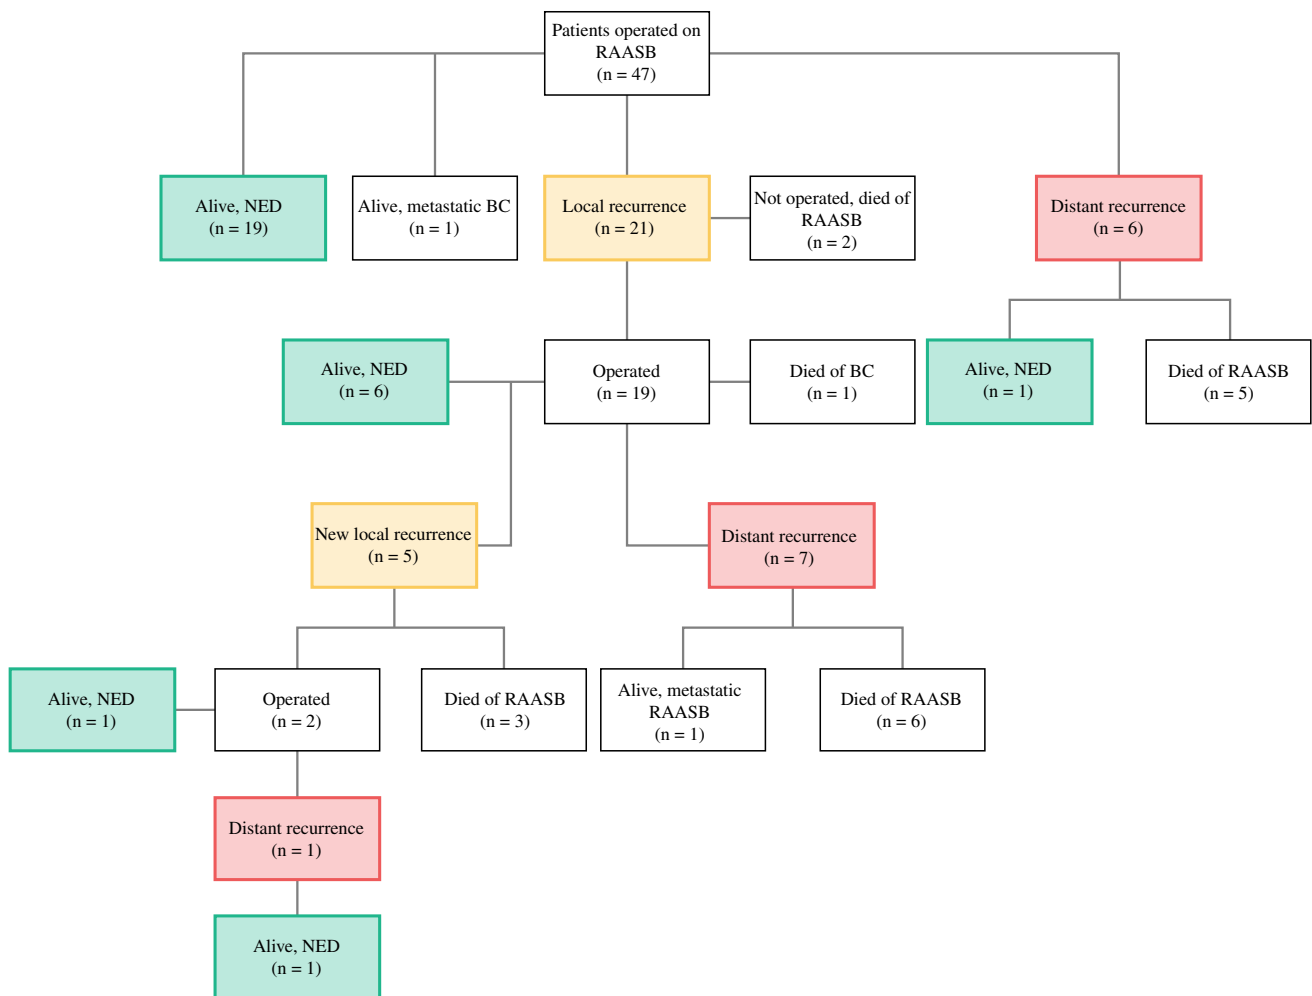 Patients operated on
RAASB
(n = 47)
Alive, NED
(n = 19)
Alive, metastatic BC
(n = 1)
Local recurrence
(n = 21)
Not operated, died of
RAASB
(n = 2)
Distant recurrence
(n = 6)
Alive, NED
(n = 6)
Operated
(n = 19)
Died of BC
(n = 1)
Alive, NED
(n = 1)
Died of RAASB
(n = 5)
New local recurrence
(n = 5)
Distant recurrence
(n = 7)
Alive, NED
(n = 1)
Operated
(n = 2)
Died of RAASB
(n = 3)
Alive, metastatic
RAASB
(n = 1)
Died of RAASB
(n = 6)
Distant recurrence
(n = 1)
Alive, NED
(n = 1)